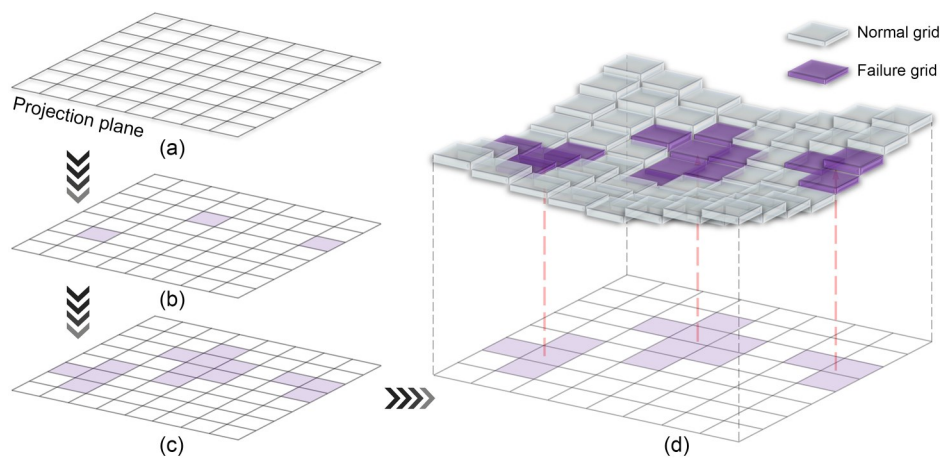 Normal grid
Failure grid
Projection plane
(a)
(b)
(c)
(d)